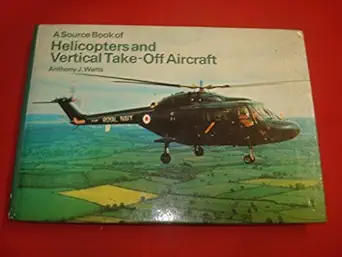 A Source Book of
Helicopters and
Vertical Take-Off Aircraft
Anthony J. Watts
ROYAL NAVY